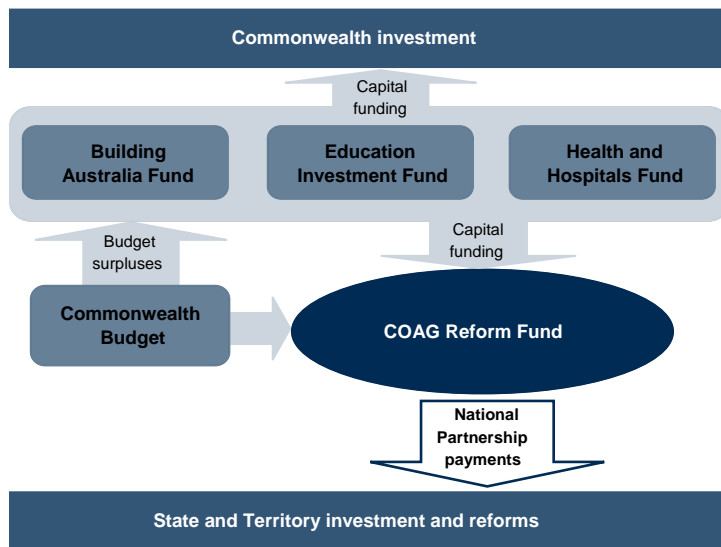 Commonwealth investment
Capital
funding
Building
Australia Fund
Education
Investment Fund
Health and
Hospitals Fund
Budget
surpluses
Capital
funding
Commonwealth
Budget
COAG Reform Fund
National
Partnership
payments
State and Territory investment and reforms